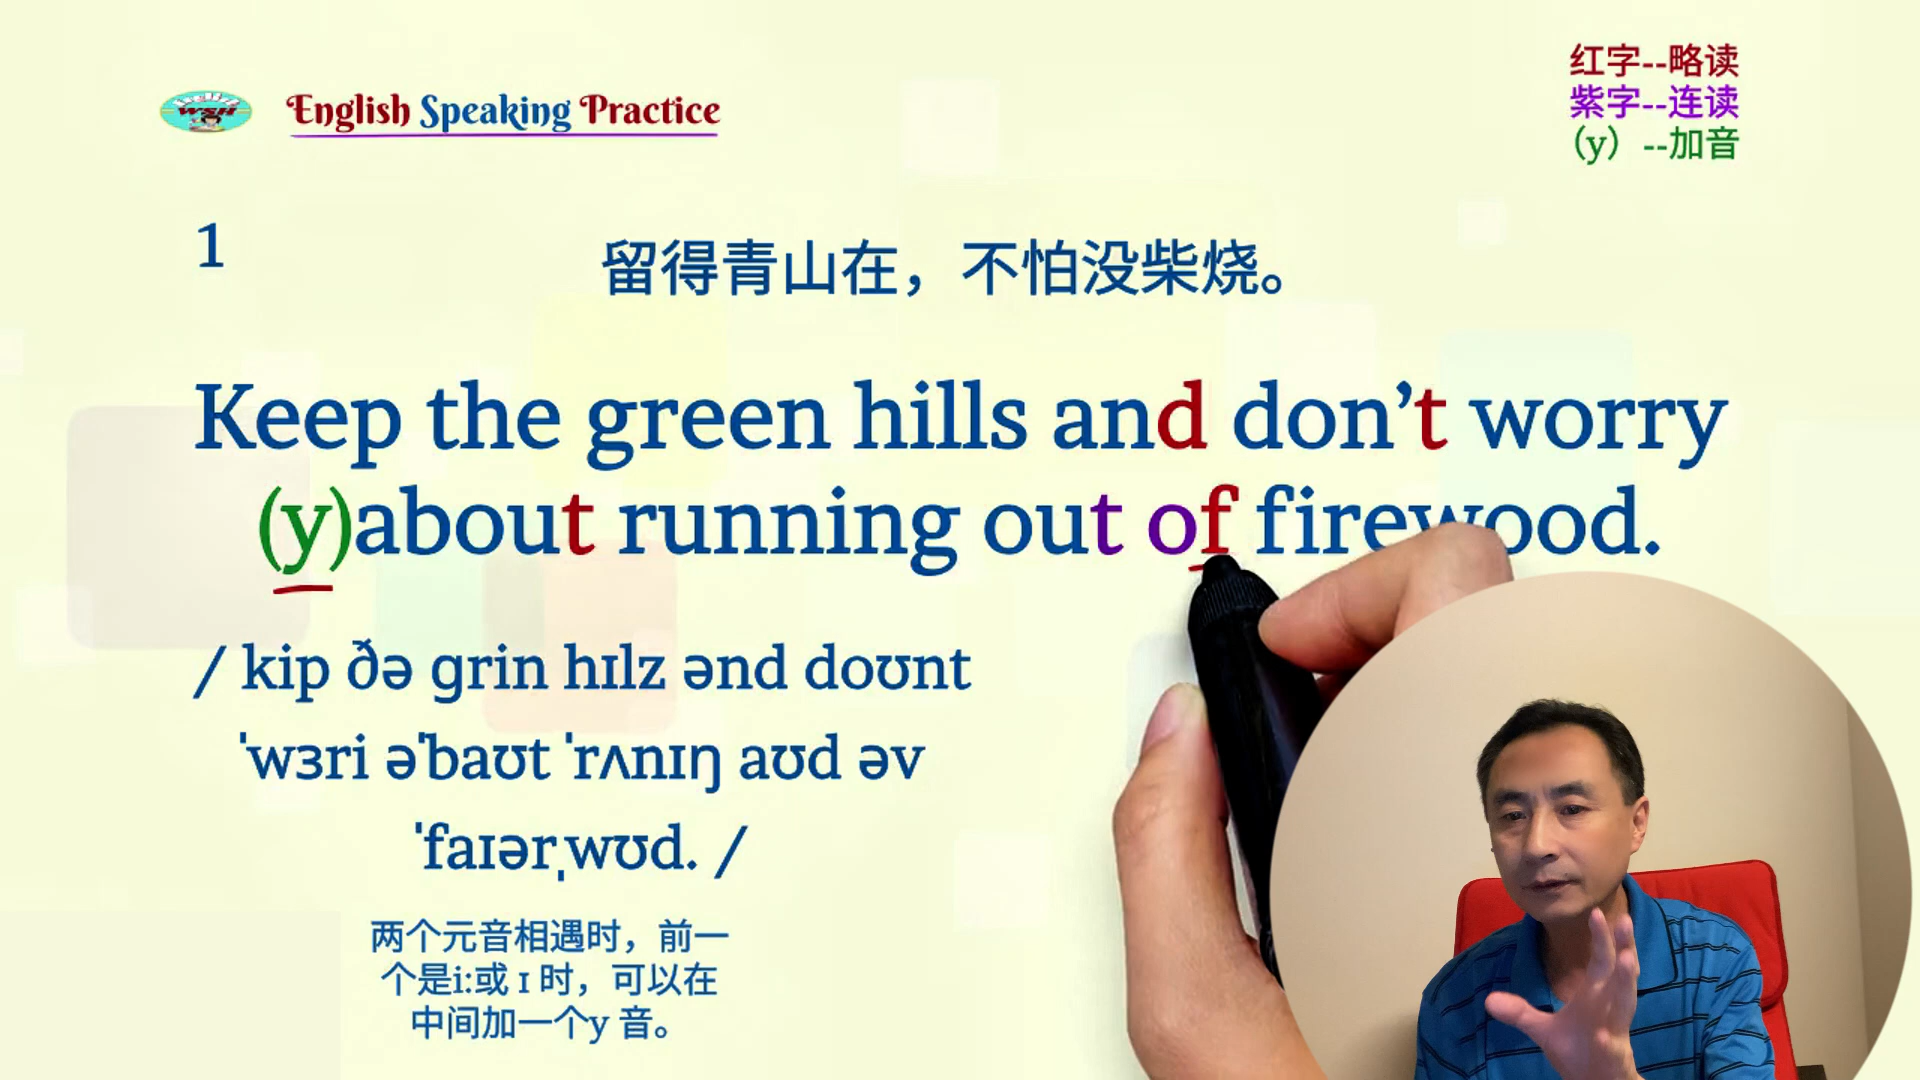 红字--略读
紫字--连读
（y）--加音
WSH
English Speaking Practice
1
留得青山在，不怕没柴烧。
Keep the green hills and don’t worry
(y)about running out of firewood.
/ kip ðə ɡrin hɪlz ənd doʊnt
ˈwɜri əˈbaʊt ˈrʌnɪŋ aʊd əv
ˈfaɪərˌwʊd. /
两个元音相遇时，前一
个是i:或 ɪ 时，可以在
中间加一个y 音。